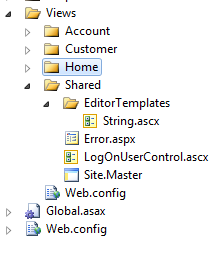 Views
Account
Customer
Home
Shared
EditorTemplates
String.ascx
Error.aspx
LogOnUserControl.ascx
Site.Master
Web.config
Global.asax
Web.config